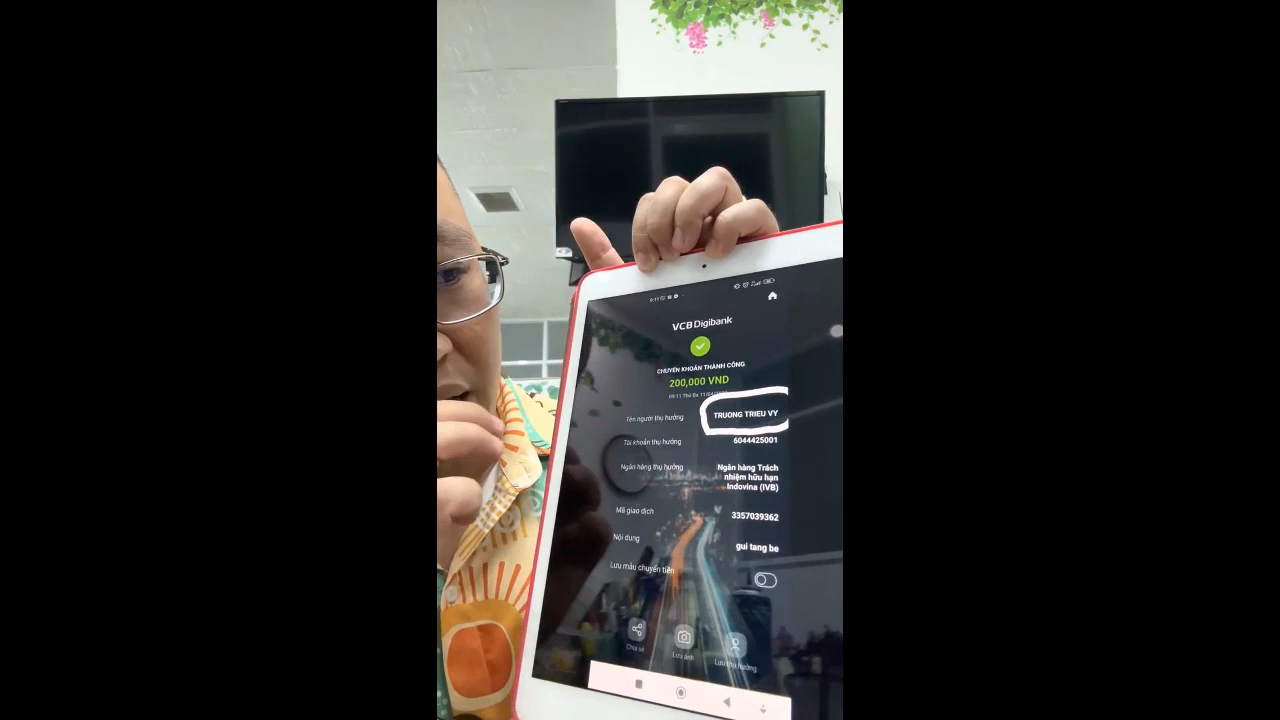 VCB Digibank
CHUYỂN KHOẢN THÀNH CÔNG
200,000 VND
Tên người thụ hưởng
TRUONG TRIEU VY
Tài khoản thụ hưởng
6044425001
Ngân hàng thụ hưởng
Ngân hàng Trách
nhiệm hữu hạn
Indovina (IVB)
Mã giao dịch
3357039362
Nội dung
gui tang be
Lưu mẫu chuyển tiền
Chia sẻ
Lưu ảnh
Lưu thụ hưởng